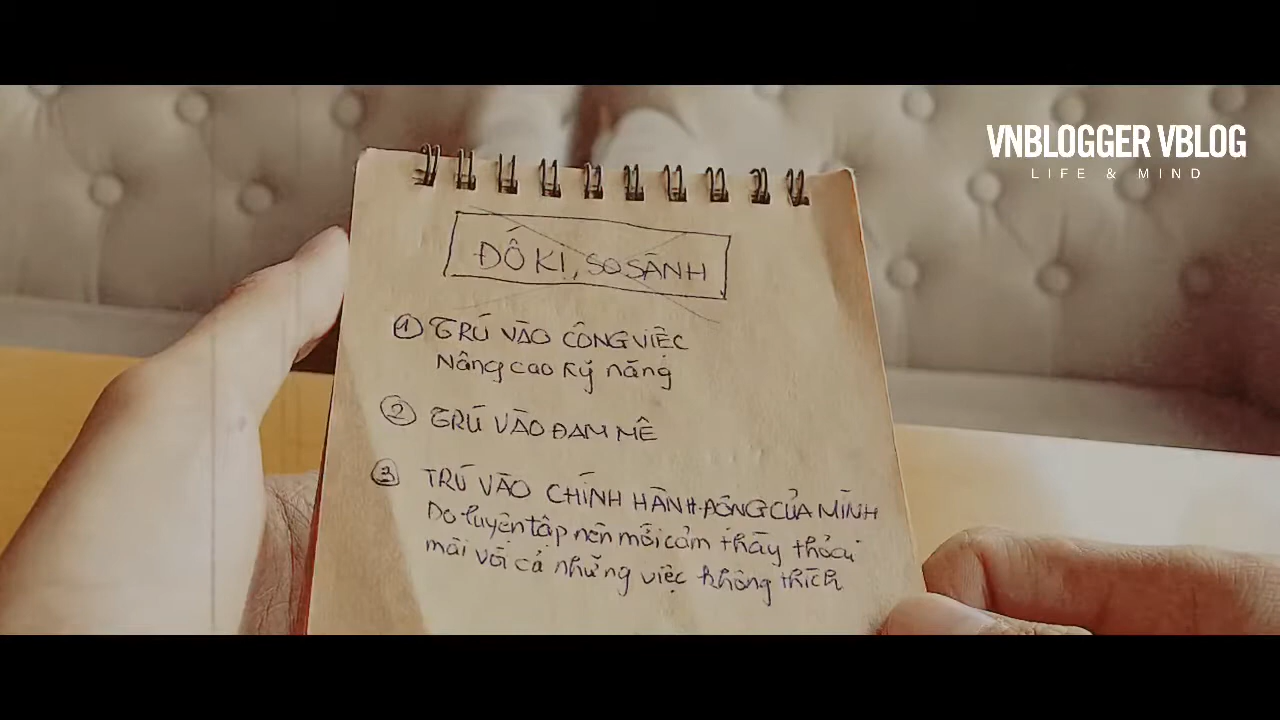 VNBLOGGER VBLOG
LIFE & MIND
ĐỐ KỊ, SO SÁNH
1 TRÚ VÀO CÔNG VIỆC
Nâng cao kỹ năng
2 TRÚ VÀO ĐAM MÊ
3 TRÚ VÀO CHÍNH HÀNH ĐỘNG CỦA MÌNH
Do luyện tập nên mới cảm thấy thoải
mái với cả những việc không thích